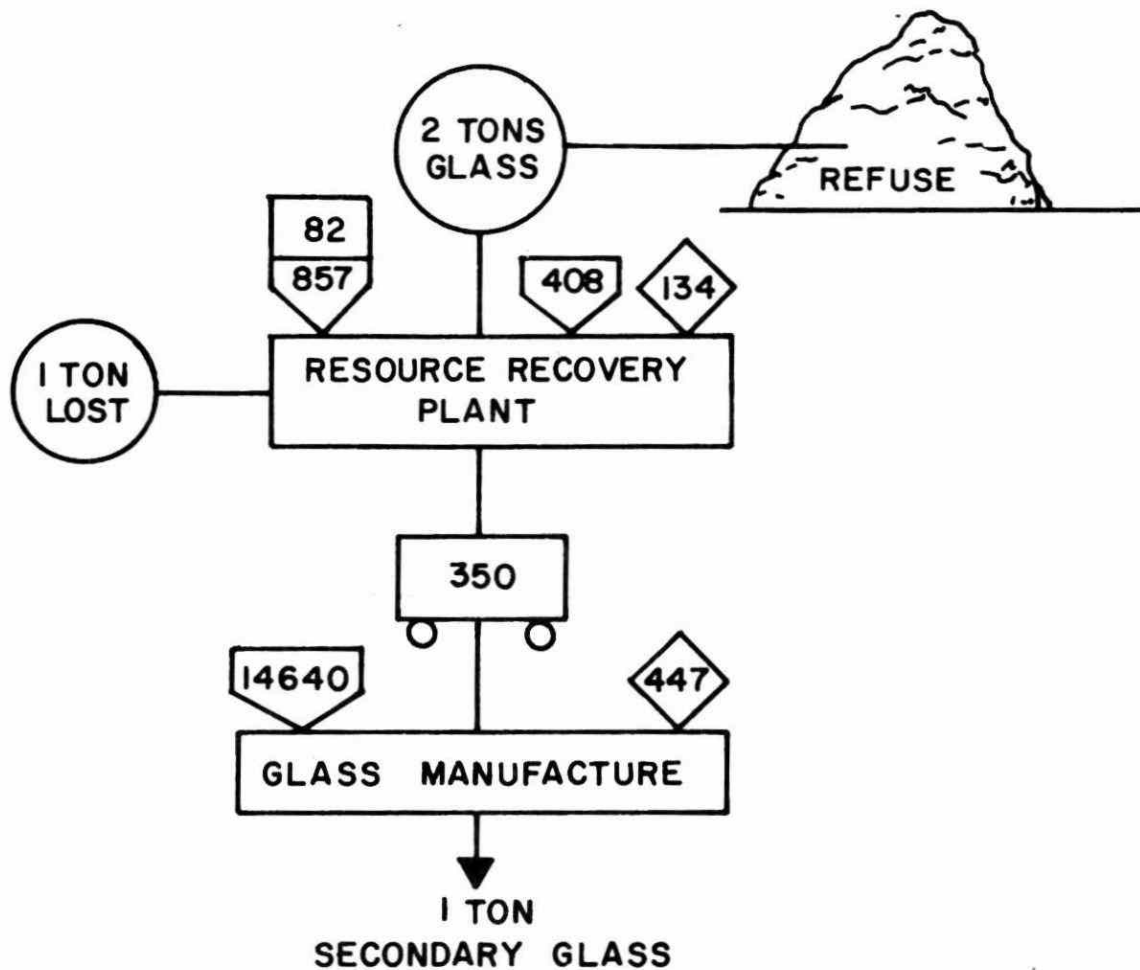 2 TONS
GLASS
REFUSE
82
857
408
134
1 TON
LOST
RESOURCE RECOVERY
PLANT
350
14640
447
GLASS MANUFACTURE
1 TON
SECONDARY GLASS